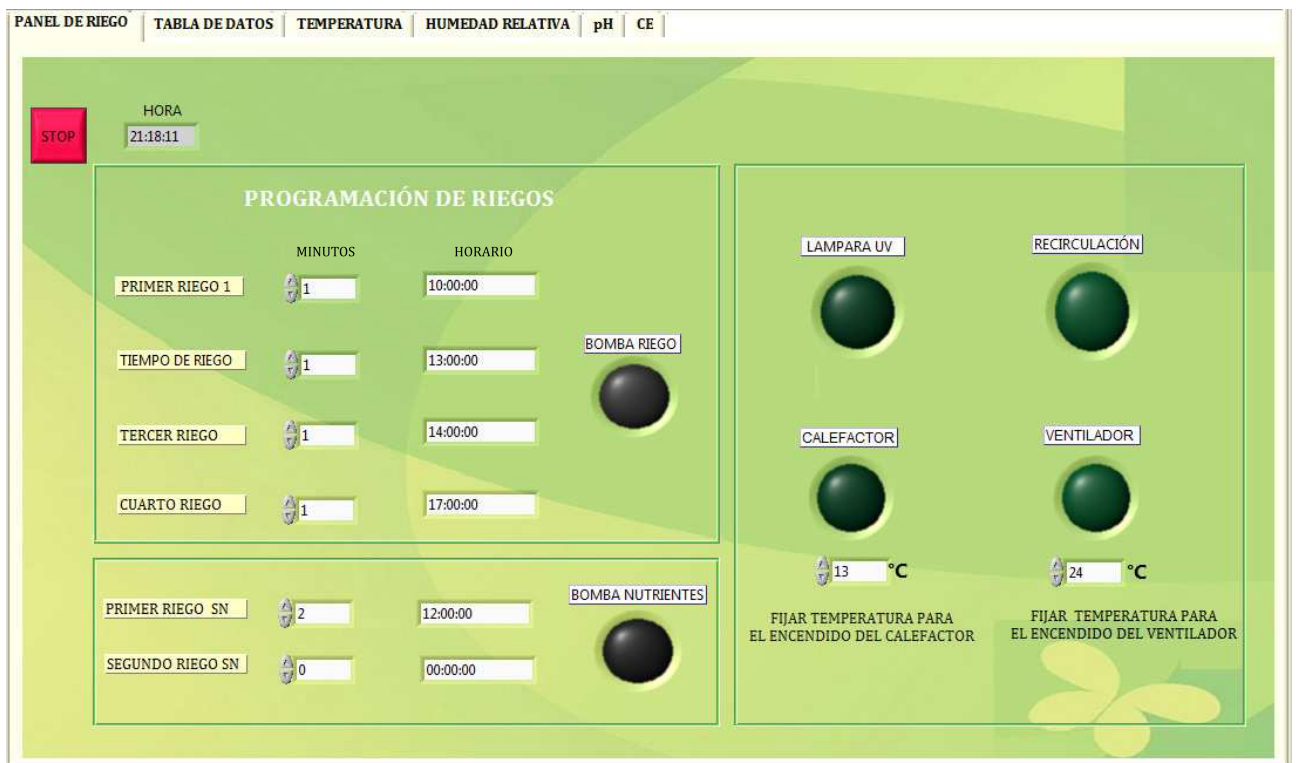 PANEL DE RIEGO TABLA DE DATOS TEMPERATURA HUMEDAD RELATIVA pH CE
STOP
HORA
21:18:11
PROGRAMACIÓN DE RIEGOS
MINUTOS HORARIO
PRIMER RIEGO 1 1 10:00:00
TIEMPO DE RIEGO 1 13:00:00
TERCER RIEGO 1 14:00:00
CUARTO RIEGO 1 17:00:00
BOMBA RIEGO
PRIMER RIEGO SN 2 12:00:00
SEGUNDO RIEGO SN 0 00:00:00
BOMBA NUTRIENTES
LAMPARA UV
RECIRCULACIÓN
CALEFACTOR
VENTILADOR
13 °C
24 °C
FIJAR TEMPERATURA PARA
EL ENCENDIDO DEL CALEFACTOR
FIJAR TEMPERATURA PARA
EL ENCENDIDO DEL VENTILADOR